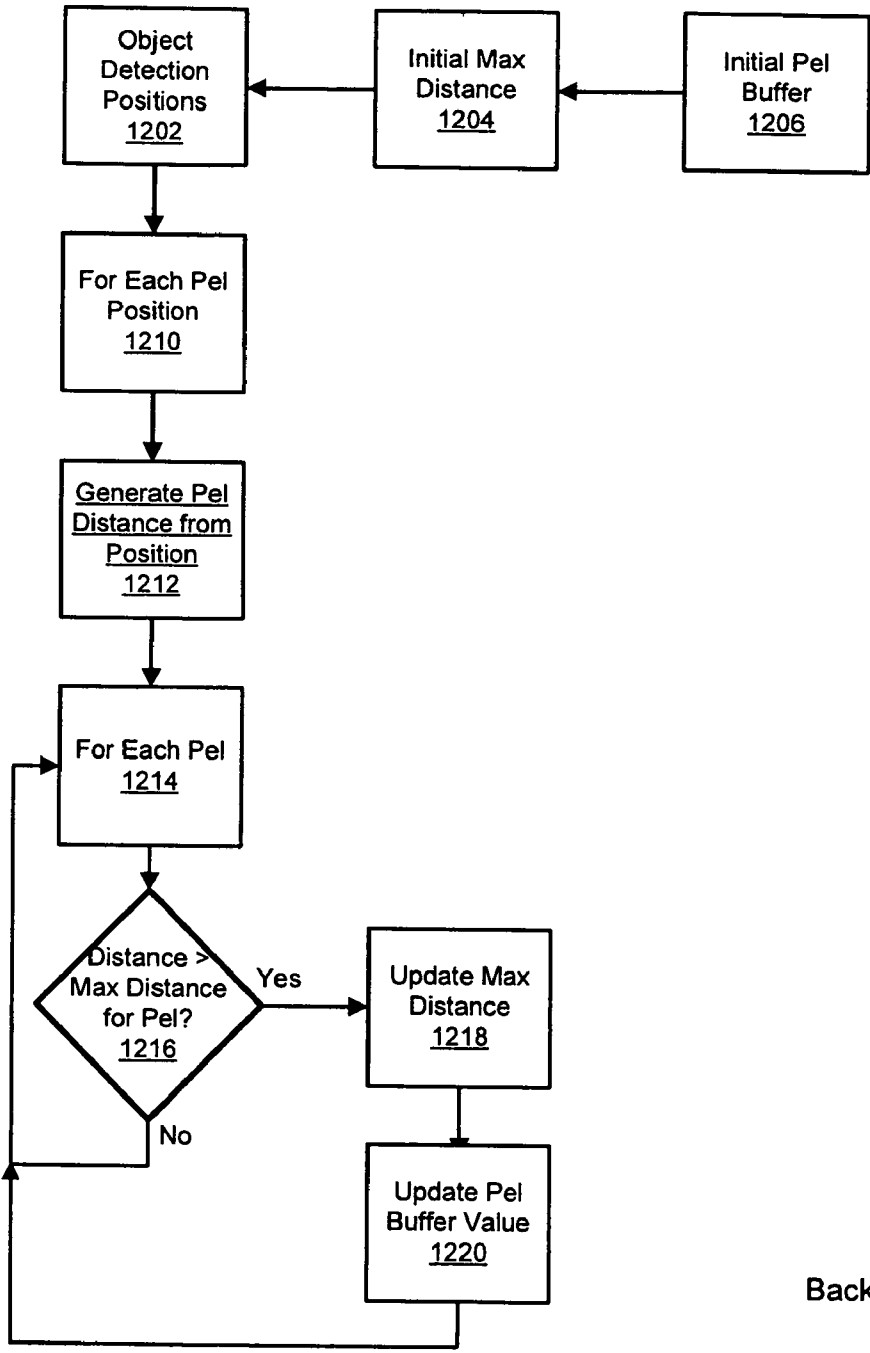 Object
Detection
Positions
1202
Initial Max
Distance
1204
Initial Pel
Buffer
1206
For Each Pel
Position
1210
Generate Pel
Distance from
Position
1212
For Each Pel
1214
Distance >
Max Distance
for Pel?
1216
Yes
No
Update Max
Distance
1218
Update Pel
Buffer Value
1220
Back